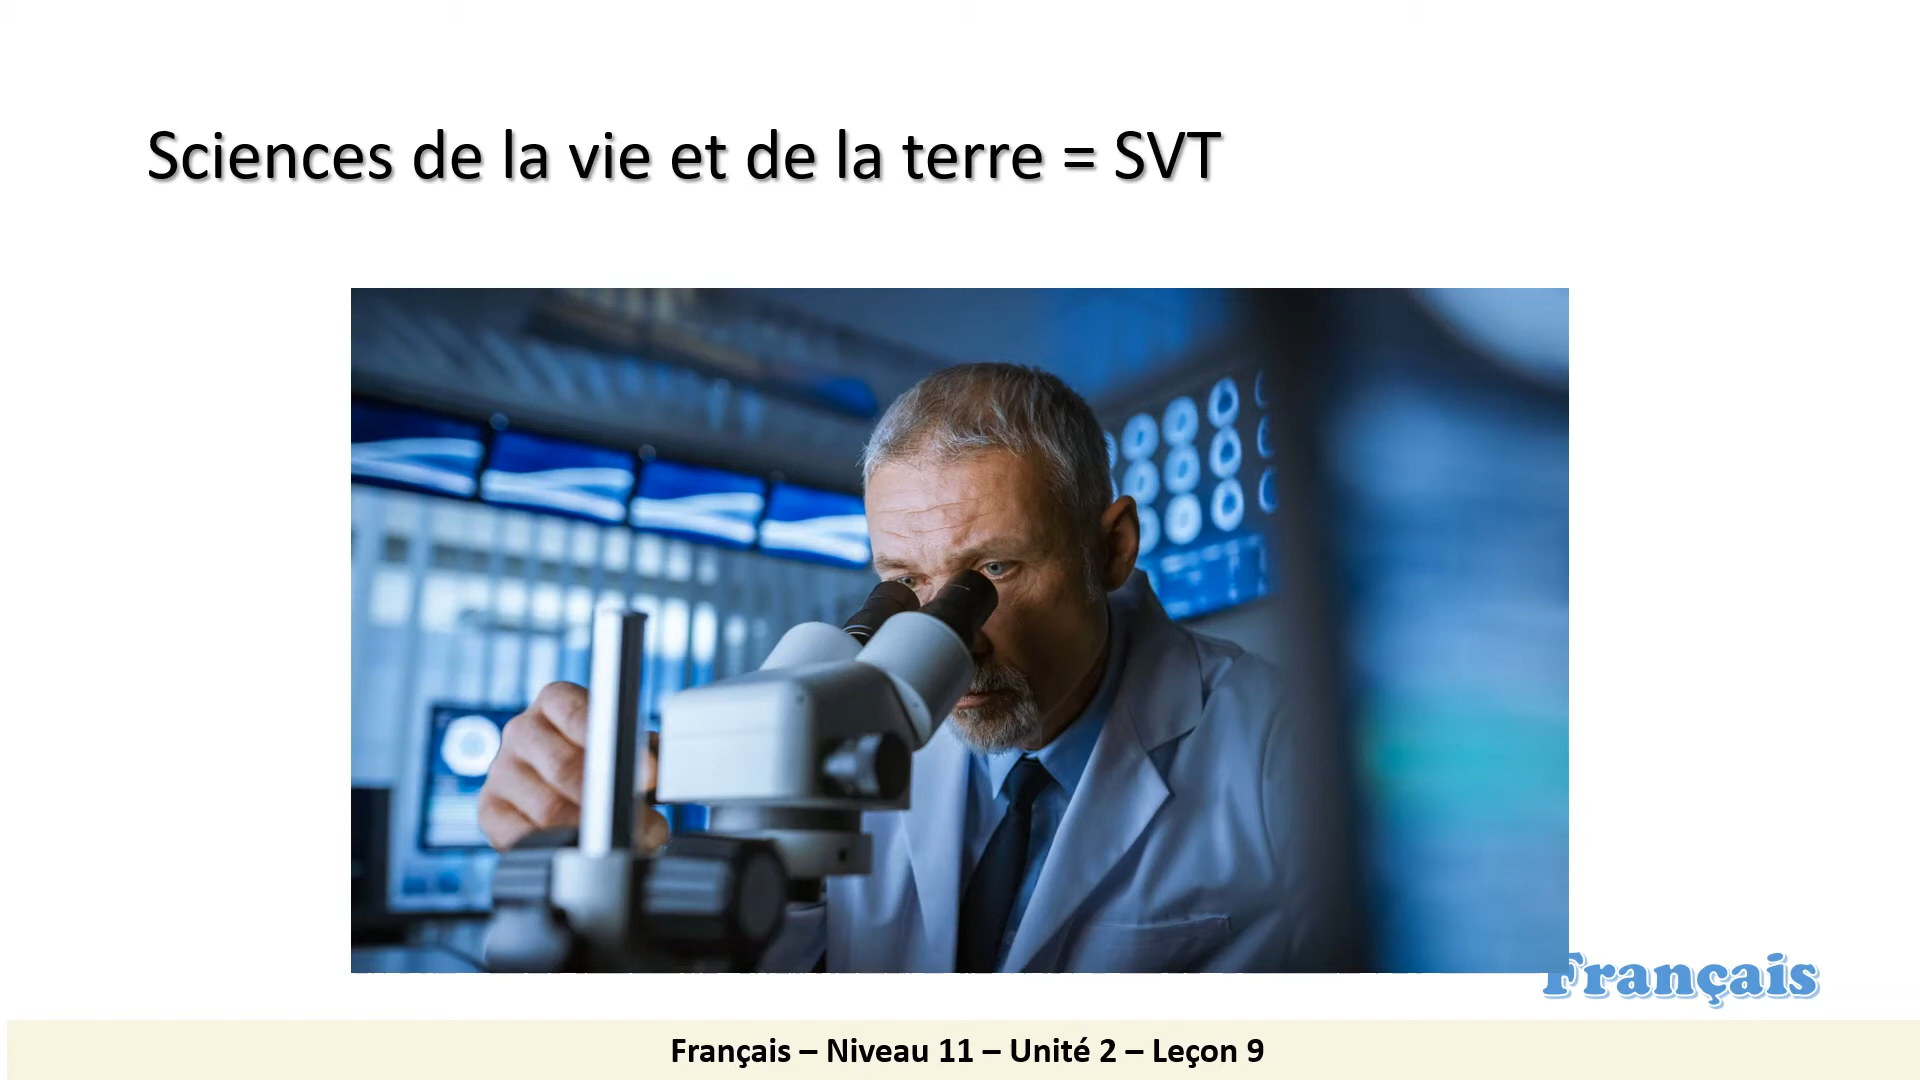 Sciences de la vie et de la terre = SVT
Français
Français – Niveau 11 – Unité 2 – Leçon 9